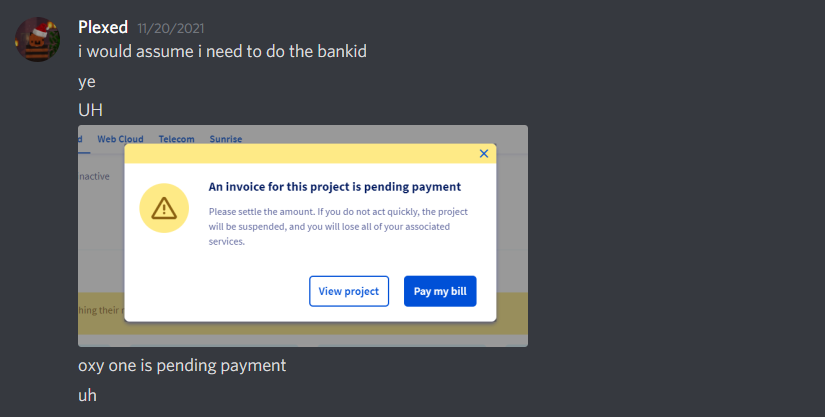 Plexed 11/20/2021
i would assume i need to do the bankid
ye
UH
d Web Cloud Telecom Sunrise
nactive
An invoice for this project is pending payment
Please settle the amount. If you do not act quickly, the project
will be suspended, and you will lose all of your associated
services.
View project Pay my bill
hing their
oxy one is pending payment
uh